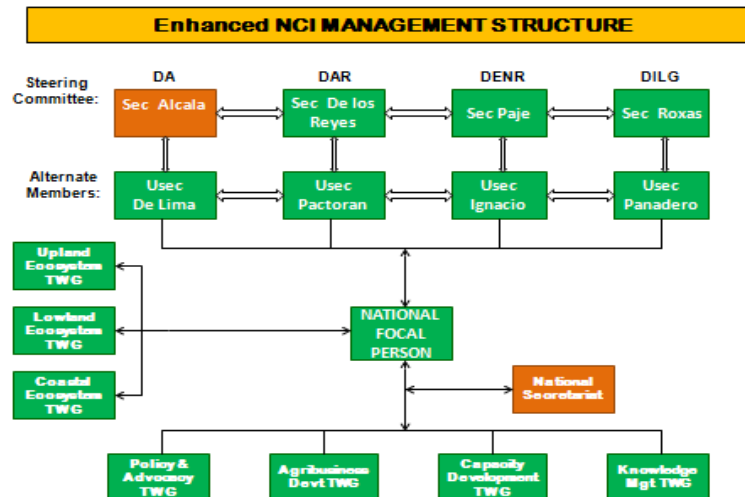 Enhanced NCI MANAGEMENT STRUCTURE
DA DAR DENR DILG
Steering
Committee:
Sec Alcala
Sec De los
Reyes
Sec Paje
Sec Roxas
Alternate
Members:
Usec
De Lima
Usec
Pactoran
Usec
Ignacio
Usec
Panadero
Upland
Ecosystem
TWG
Lowland
Ecosystem
TWG
NATIONAL
FOCAL
PERSON
Coastal
Ecosystem
TWG
National
Secretariat
Policy &
Advocacy
TWG
Agribusiness
Devt TWG
Capacity
Development
TWG
Knowledge
Mgt TWG